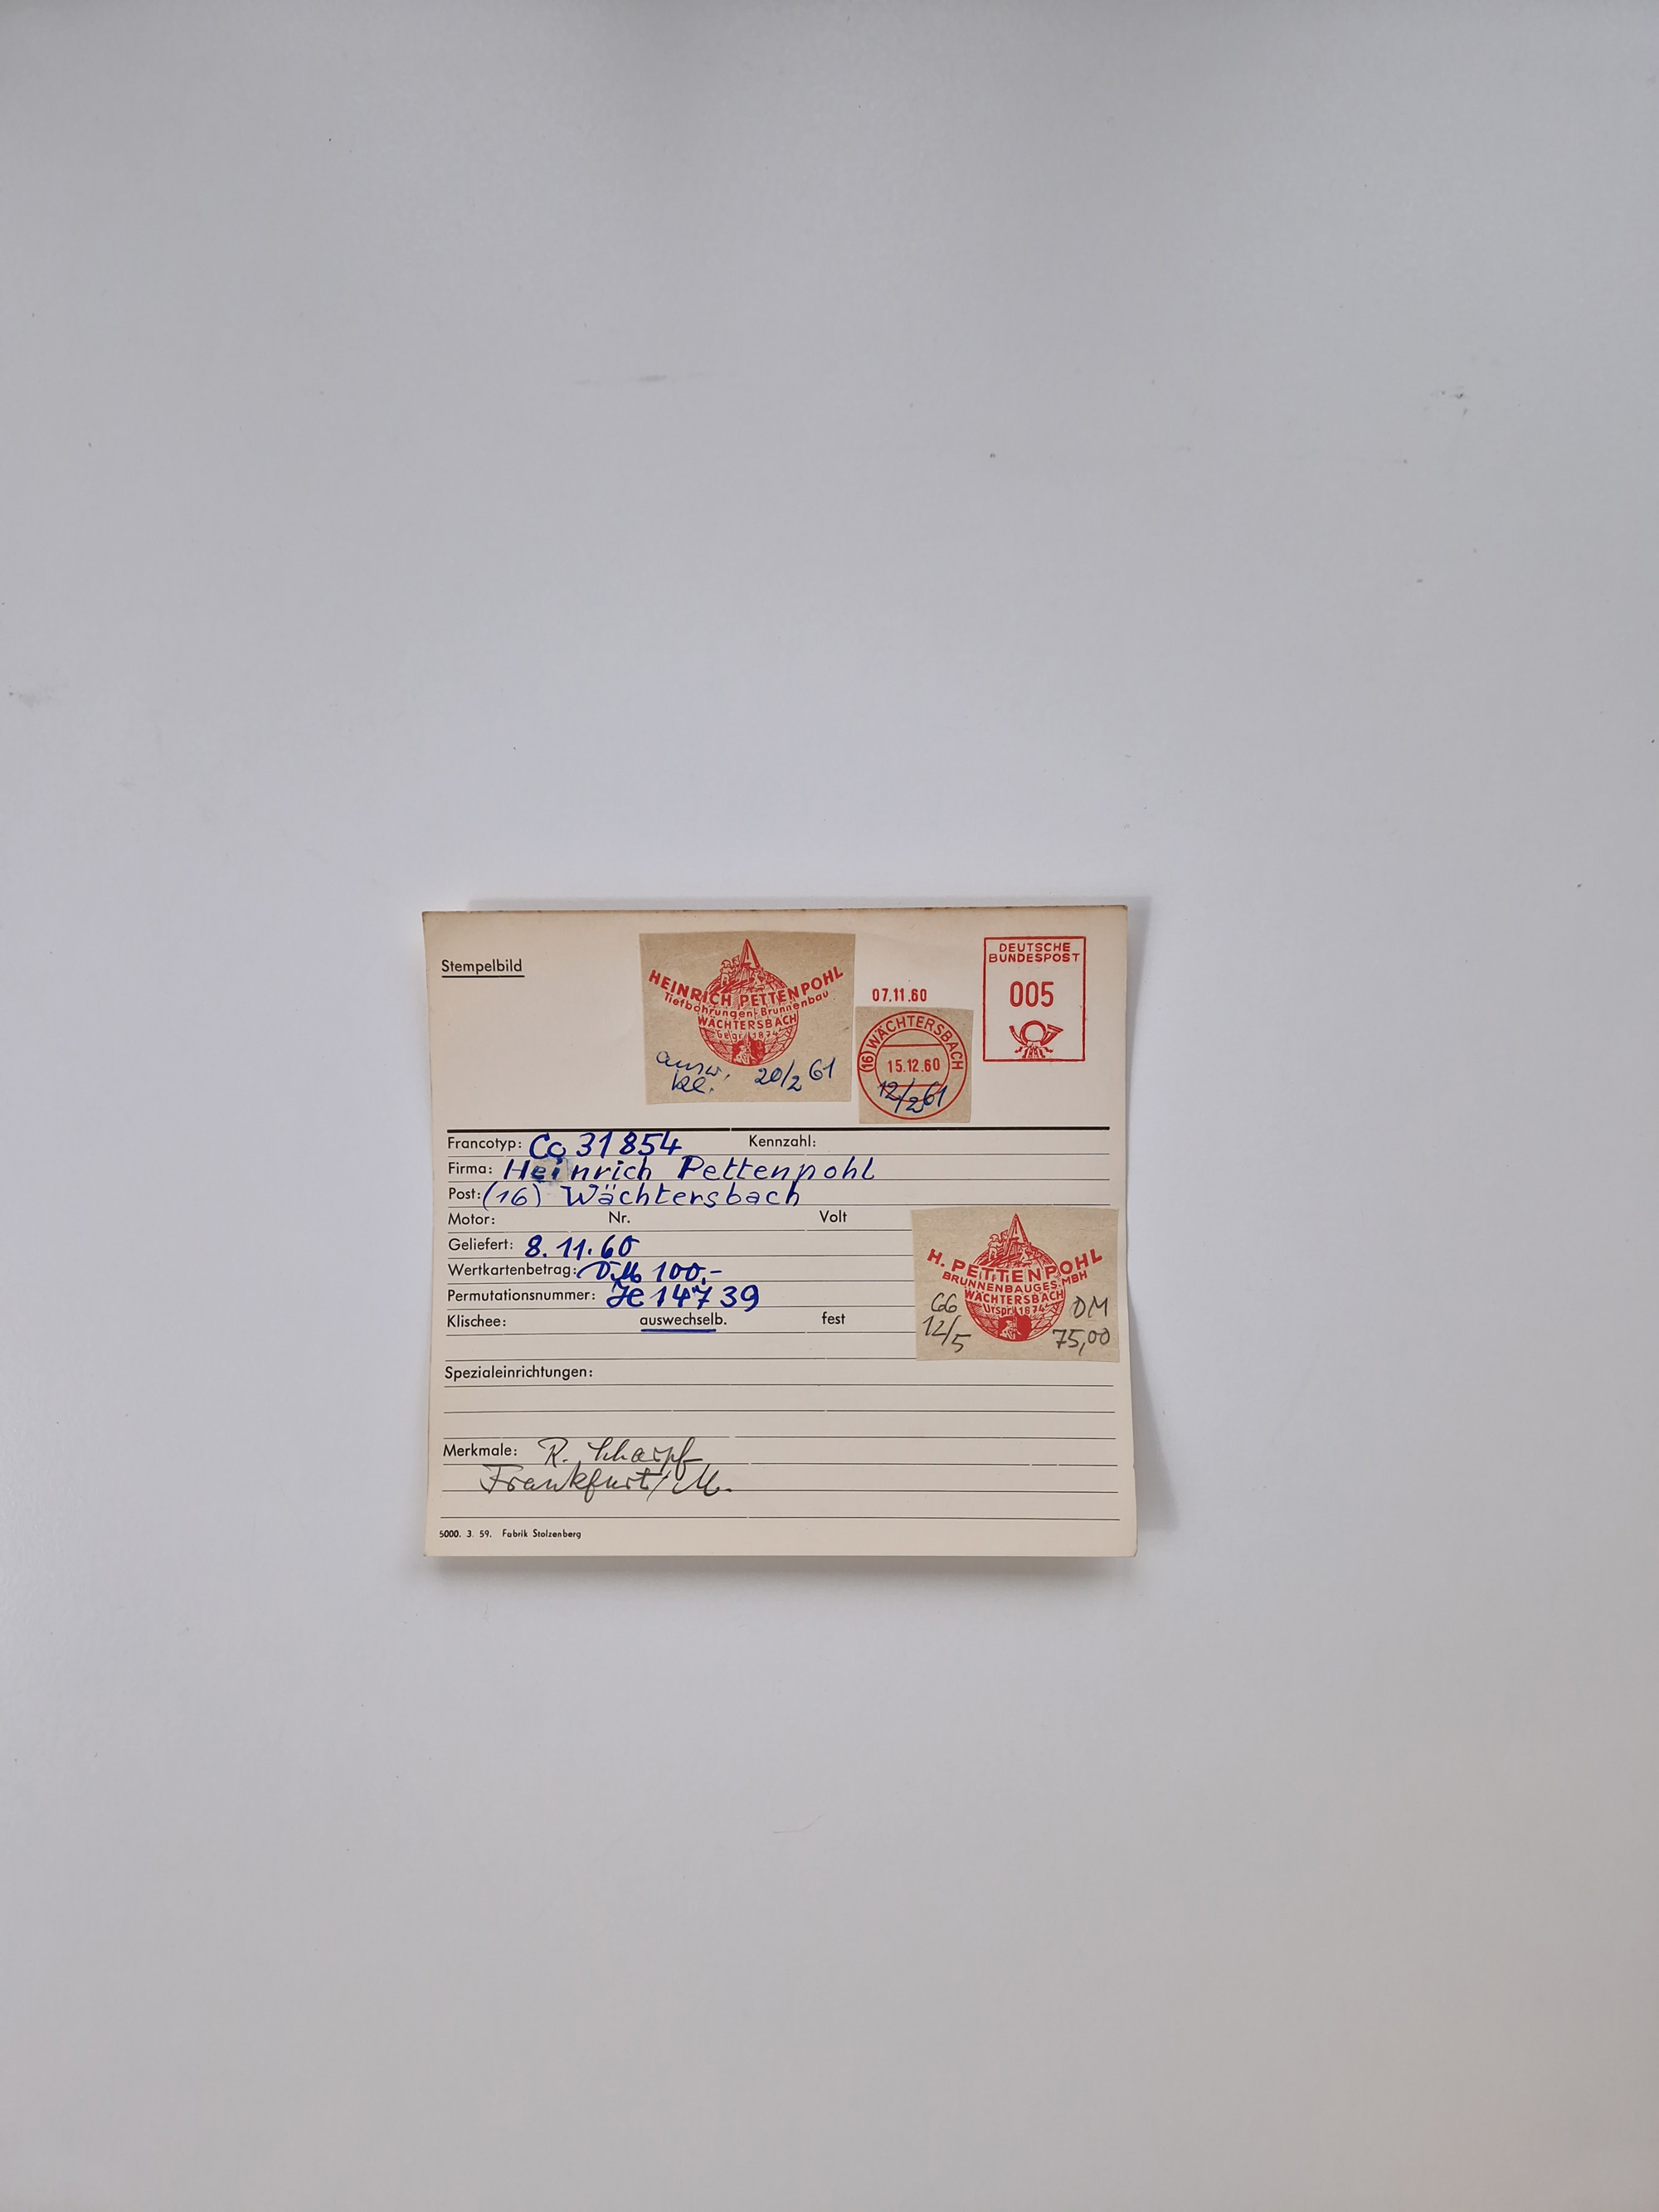 Stempelbild
HEINRICH PETTENPOHL
Tiefbohrungen-Brunnenbau
WÄCHTERSBACH
Gegr. 1874
ausw.
kl.
20/2 61
07.11.60
(16) WÄCHTERSBACH
15.12.60
12/2 61
DEUTSCHE
BUNDESPOST
005
Francotyp: Cc 31854 Kennzahl:
Firma: Heinrich Pettenpohl
Post: (16) Wächtersbach
Motor: Nr. Volt
Geliefert: 8.11.60
Wertkartenbetrag: DM 100,-
Permutationsnummer: Je 14739
Klischee: auswechselb. fest
H. PETTENPOHL
BRUNNENBAUGES.MBH
WÄCHTERSBACH
Urspr. 1874
66
12/5
DM
75,00
Spezialeinrichtungen:
Merkmale: R. Scharpf
Frankfurt/M.
5000. 3. 59. Fabrik Stolzenberg